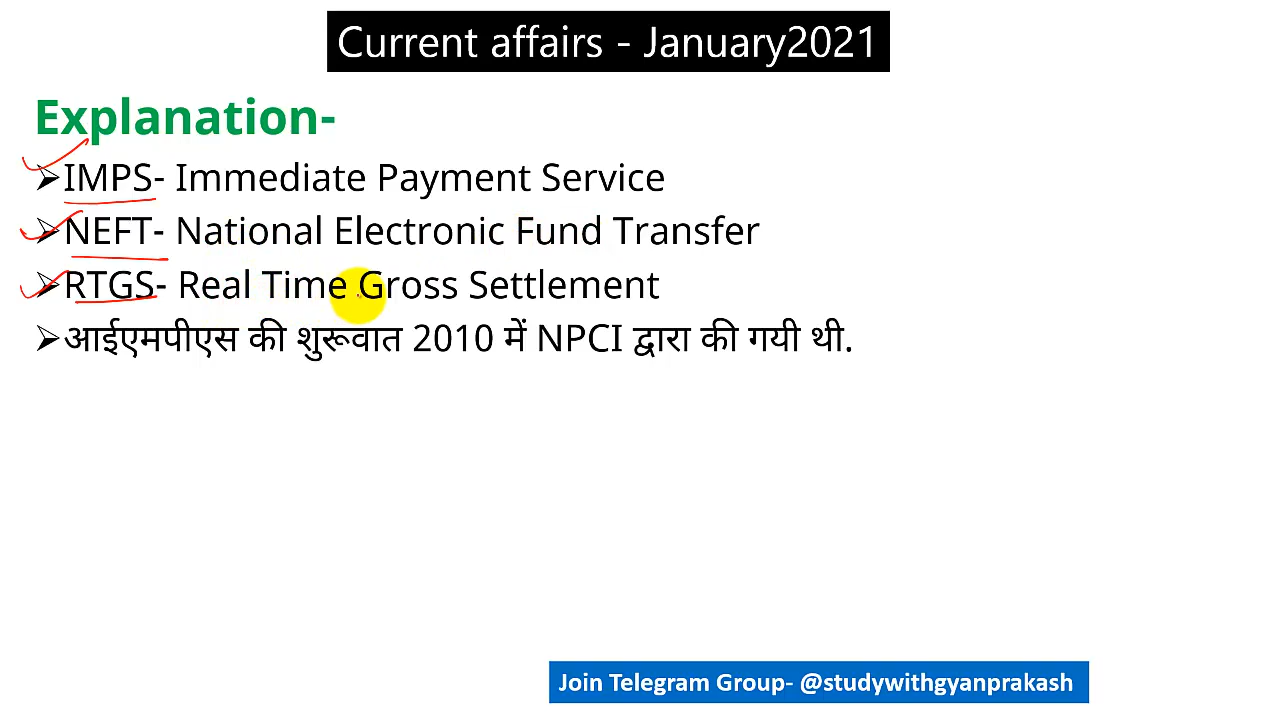 Current affairs - January2021
Explanation-
➢IMPS- Immediate Payment Service
➢NEFT- National Electronic Fund Transfer
➢RTGS- Real Time Gross Settlement
➢आईएमपीएस की शुरूवात 2010 में NPCI द्वारा की गयी थी.
Join Telegram Group- @studywithgyanprakash